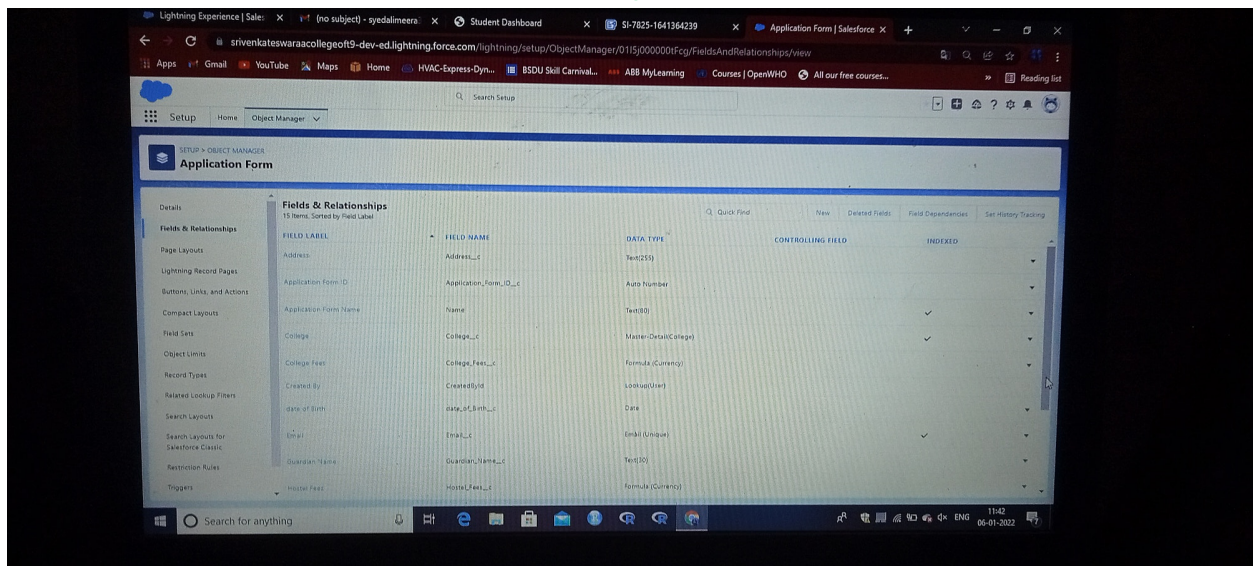 Lightning Experience | Sale:
(no subject) - syedalimeera
Student Dashboard
SI-7825-1641364239
Application Form | Salesforce
srivenkateswaraacollegeoft9-dev-ed.lightning.force.com/lightning/setup/ObjectManager/01I5j000000tFcg/FieldsAndRelationships/view
Apps Gmail YouTube Maps Home HVAC-Express-Dyn... BSDU Skill Carnival... ABB MyLearning Courses | OpenWHO All our free courses... » Reading list
Search Setup
Setup Home Object Manager
SETUP > OBJECT MANAGER
Application Form
Details
Fields & Relationships
Page Layouts
Lightning Record Pages
Buttons, Links, and Actions
Compact Layouts
Field Sets
Object Limits
Record Types
Related Lookup Filters
Search Layouts
Search Layouts for
Salesforce Classic
Restriction Rules
Triggers
Fields & Relationships
15 Items, Sorted by Field Label
Quick Find New Deleted Fields Field Dependencies Set History Tracking
FIELD LABEL FIELD NAME DATA TYPE CONTROLLING FIELD INDEXED
Address Address__c Text(255)
Application Form ID Application_Form_ID__c Auto Number
Application Form Name Name Text(80)
College College__c Master-Detail(College)
College Fees College_Fees__c Formula (Currency)
Created By CreatedById Lookup(User)
date of Birth date_of_Birth__c Date
Email Email__c Email (Unique)
Guardian Name Guardian_Name__c Text(30)
Hostel Fees Hostel_Fees__c Formula (Currency)
Search for anything
ENG
11:42
06-01-2022
7